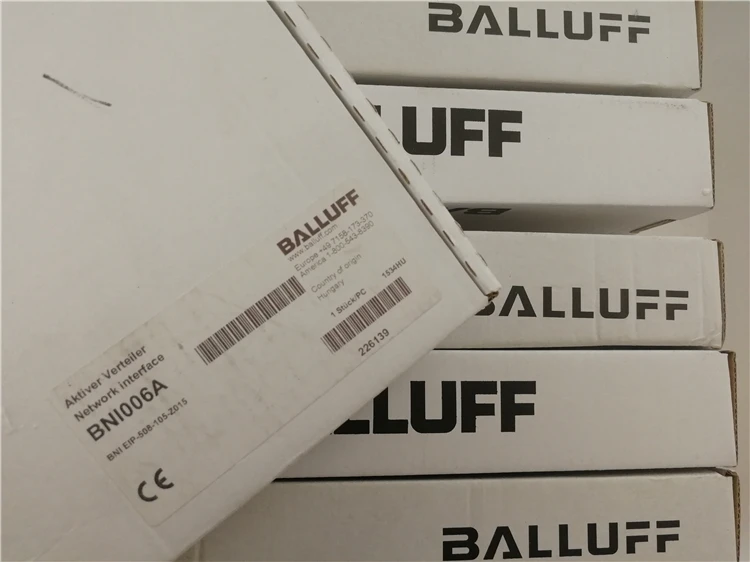 BALLUFF
LLUFF
BALLUFF
LLUFF
BALLUFF
BALLUFF
www.balluff.com
Europe +49 7158-173-370
America 1-800-543-8390
Country of origin
Hungary
1534HU
1 Stück/PC
226139
Aktiver Verteiler
Network interface
BNI006A
BNI EIP-508-105-Z015
CE